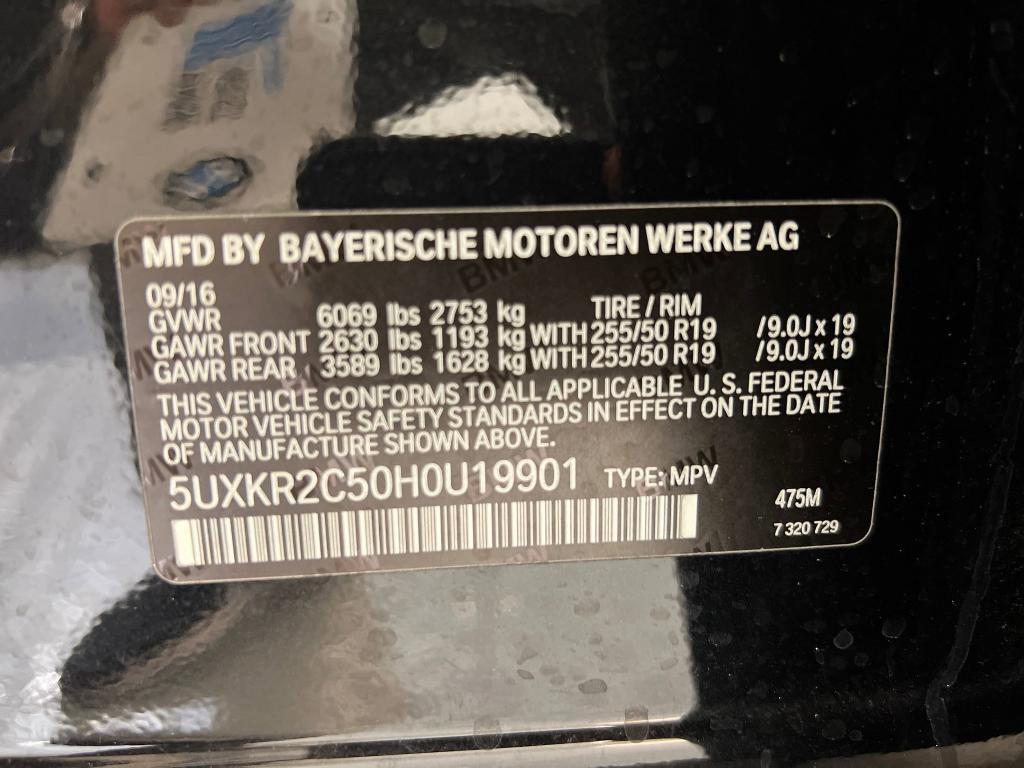 MFD BY BAYERISCHE MOTOREN WERKE AG
09/16
GVWR 6069 lbs 2753 kg TIRE / RIM
GAWR FRONT 2630 lbs 1193 kg WITH 255/50 R19 /9.0J x 19
GAWR REAR 3589 lbs 1628 kg WITH 255/50 R19 /9.0J x 19
THIS VEHICLE CONFORMS TO ALL APPLICABLE U. S. FEDERAL
MOTOR VEHICLE SAFETY STANDARDS IN EFFECT ON THE DATE
OF MANUFACTURE SHOWN ABOVE.
5UXKR2C50H0U19901 TYPE: MPV
475M
7 320 729